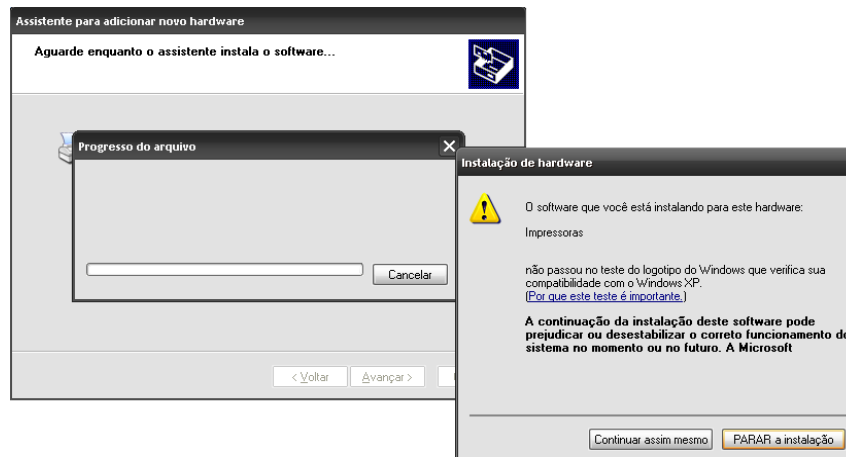 Assistente para adicionar novo hardware
Aguarde enquanto o assistente instala o software...
Progresso do arquivo
Cancelar
< Voltar
Avançar >
Instalação de hardware
O software que você está instalando para este hardware:
Impressoras
não passou no teste do logotipo do Windows que verifica sua
compatibilidade com o Windows XP.
(Por que este teste é importante.)
A continuação da instalação deste software pode
prejudicar ou desestabilizar o correto funcionamento do
sistema no momento ou no futuro. A Microsoft
Continuar assim mesmo
PARAR a instalação